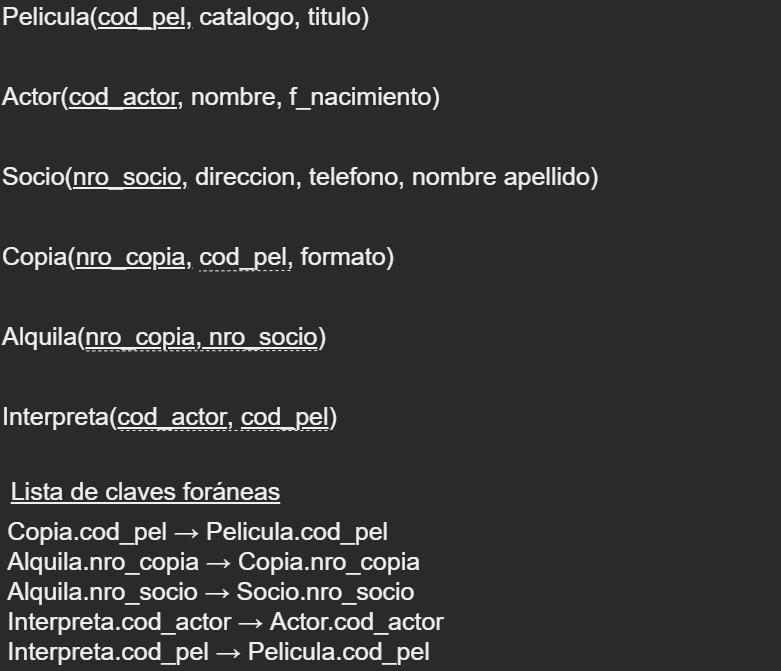 Pelicula(cod_pel, catalogo, titulo)
Actor(cod_actor, nombre, f_nacimiento)
Socio(nro_socio, direccion, telefono, nombre apellido)
Copia(nro_copia, cod_pel, formato)
Alquila(nro_copia, nro_socio)
Interpreta(cod_actor, cod_pel)
Lista de claves foráneas
Copia.cod_pel → Pelicula.cod_pel
Alquila.nro_copia → Copia.nro_copia
Alquila.nro_socio → Socio.nro_socio
Interpreta.cod_actor → Actor.cod_actor
Interpreta.cod_pel → Pelicula.cod_pel